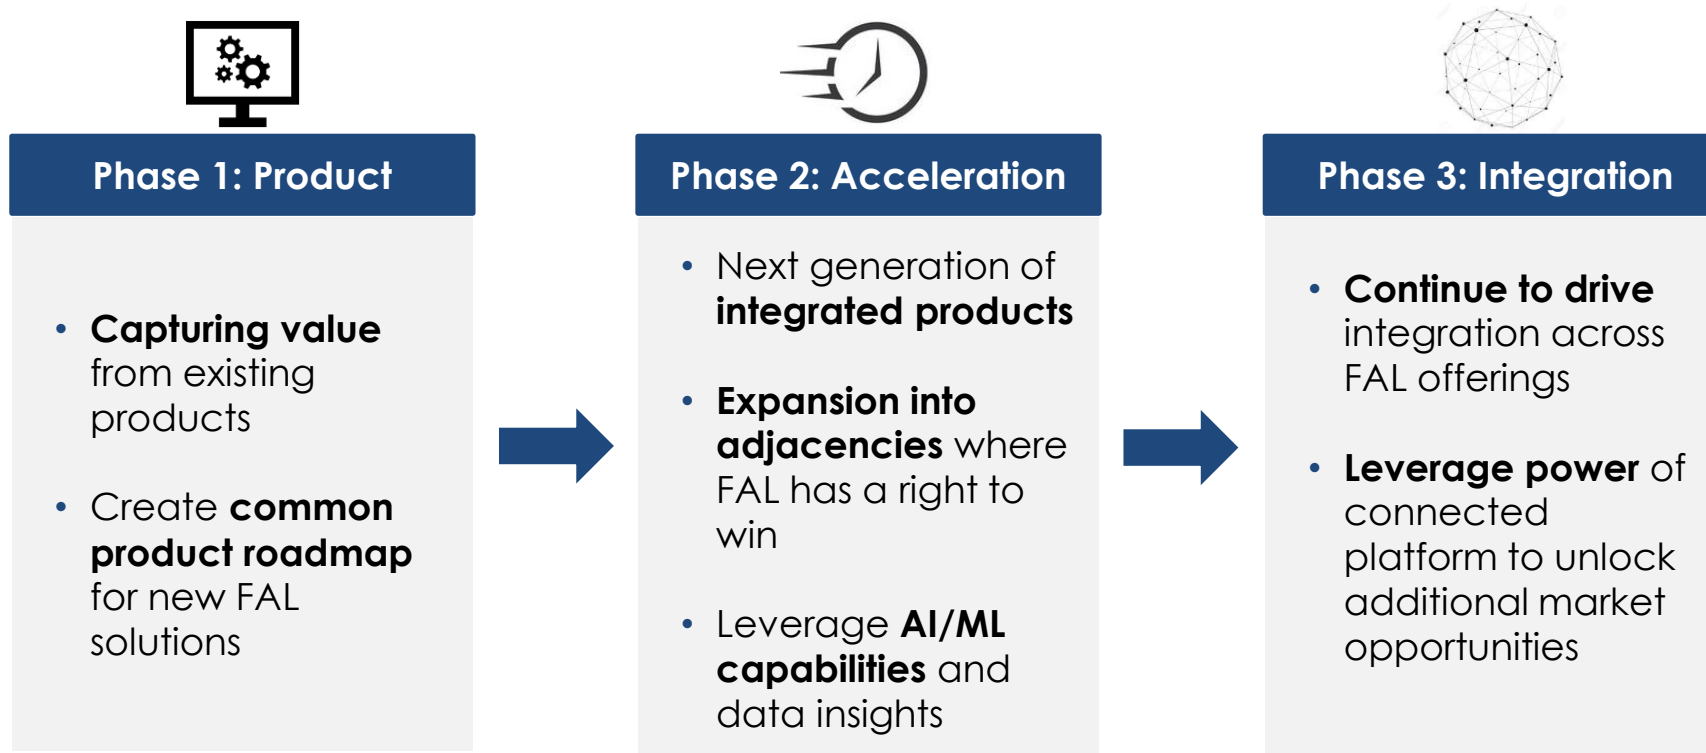 Phase 1: Product
• Capturing value
from existing
products
• Create common
product roadmap
for new FAL
solutions
Phase 2: Acceleration
• Next generation of
integrated products
• Expansion into
adjacencies where
FAL has a right to
win
• Leverage AI/ML
capabilities and
data insights
Phase 3: Integration
• Continue to drive
integration across
FAL offerings
• Leverage power of
connected
platform to unlock
additional market
opportunities